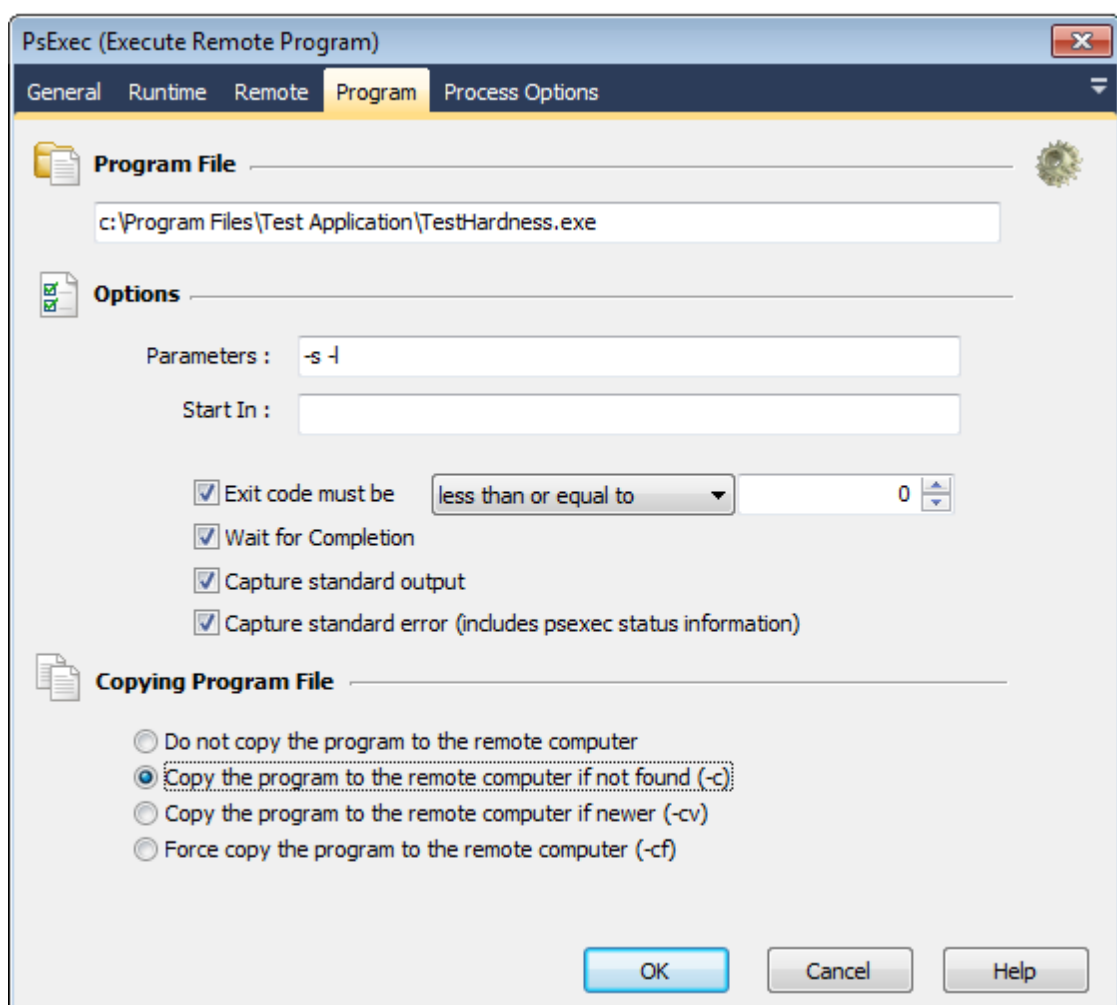 PsExec (Execute Remote Program)
General Runtime Remote Program Process Options
Program File
c:\Program Files\Test Application\TestHardness.exe
Options
Parameters : -s -l
Start In :
Exit code must be less than or equal to 0
Wait for Completion
Capture standard output
Capture standard error (includes psexec status information)
Copying Program File
Do not copy the program to the remote computer
Copy the program to the remote computer if not found (-c)
Copy the program to the remote computer if newer (-cv)
Force copy the program to the remote computer (-cf)
OK Cancel Help